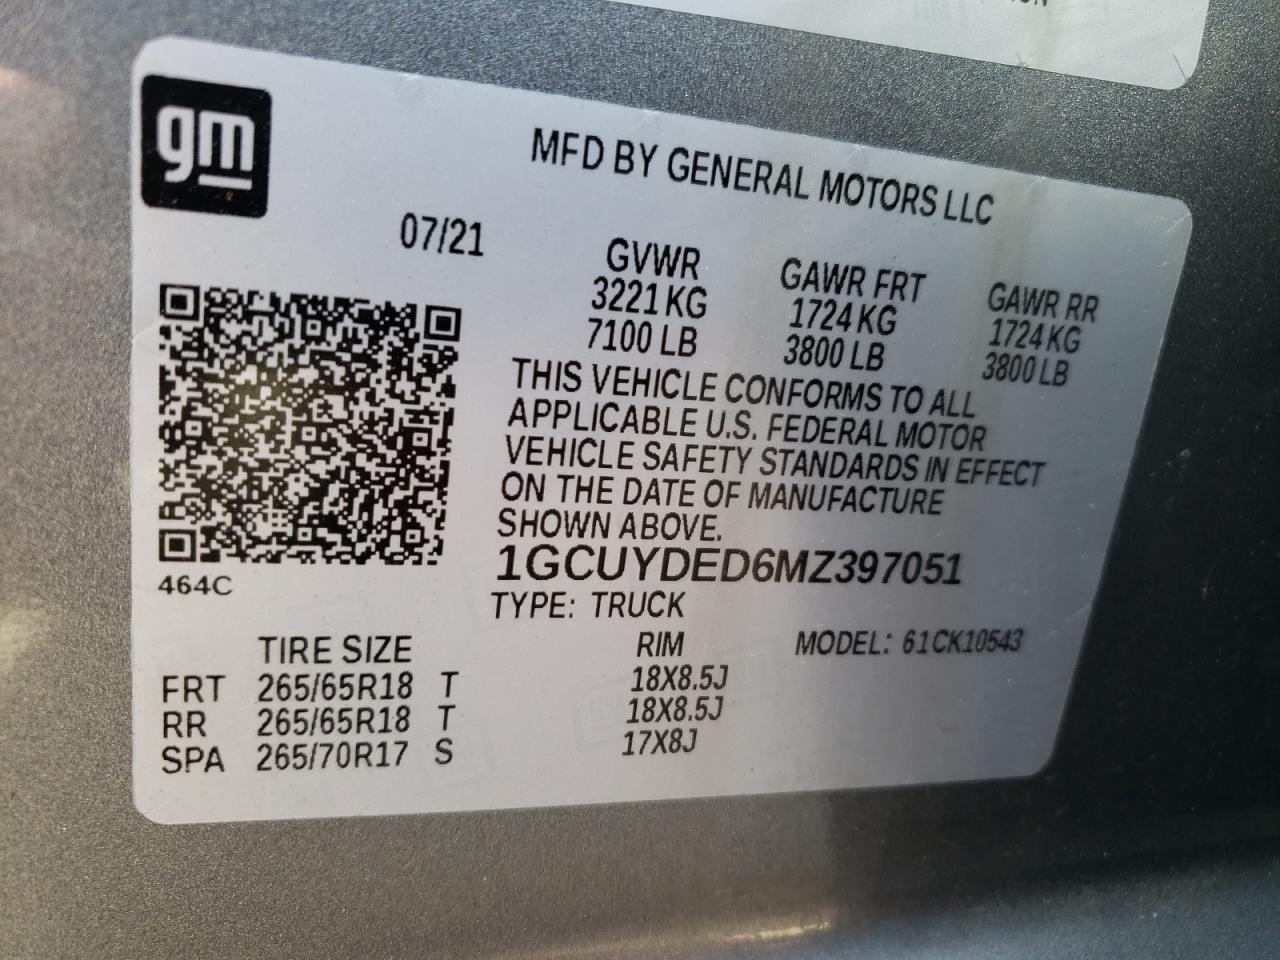 gm
MFD BY GENERAL MOTORS LLC
07/21
GVWR GAWR FRT GAWR RR
3221 KG 1724 KG 1724 KG
7100 LB 3800 LB 3800 LB
THIS VEHICLE CONFORMS TO ALL
APPLICABLE U.S. FEDERAL MOTOR
VEHICLE SAFETY STANDARDS IN EFFECT
ON THE DATE OF MANUFACTURE
SHOWN ABOVE.
1GCUYDED6MZ397051
464C
TYPE: TRUCK
TIRE SIZE RIM MODEL: 61CK10543
FRT 265/65R18 T 18X8.5J
RR 265/65R18 T 18X8.5J
SPA 265/70R17 S 17X8J